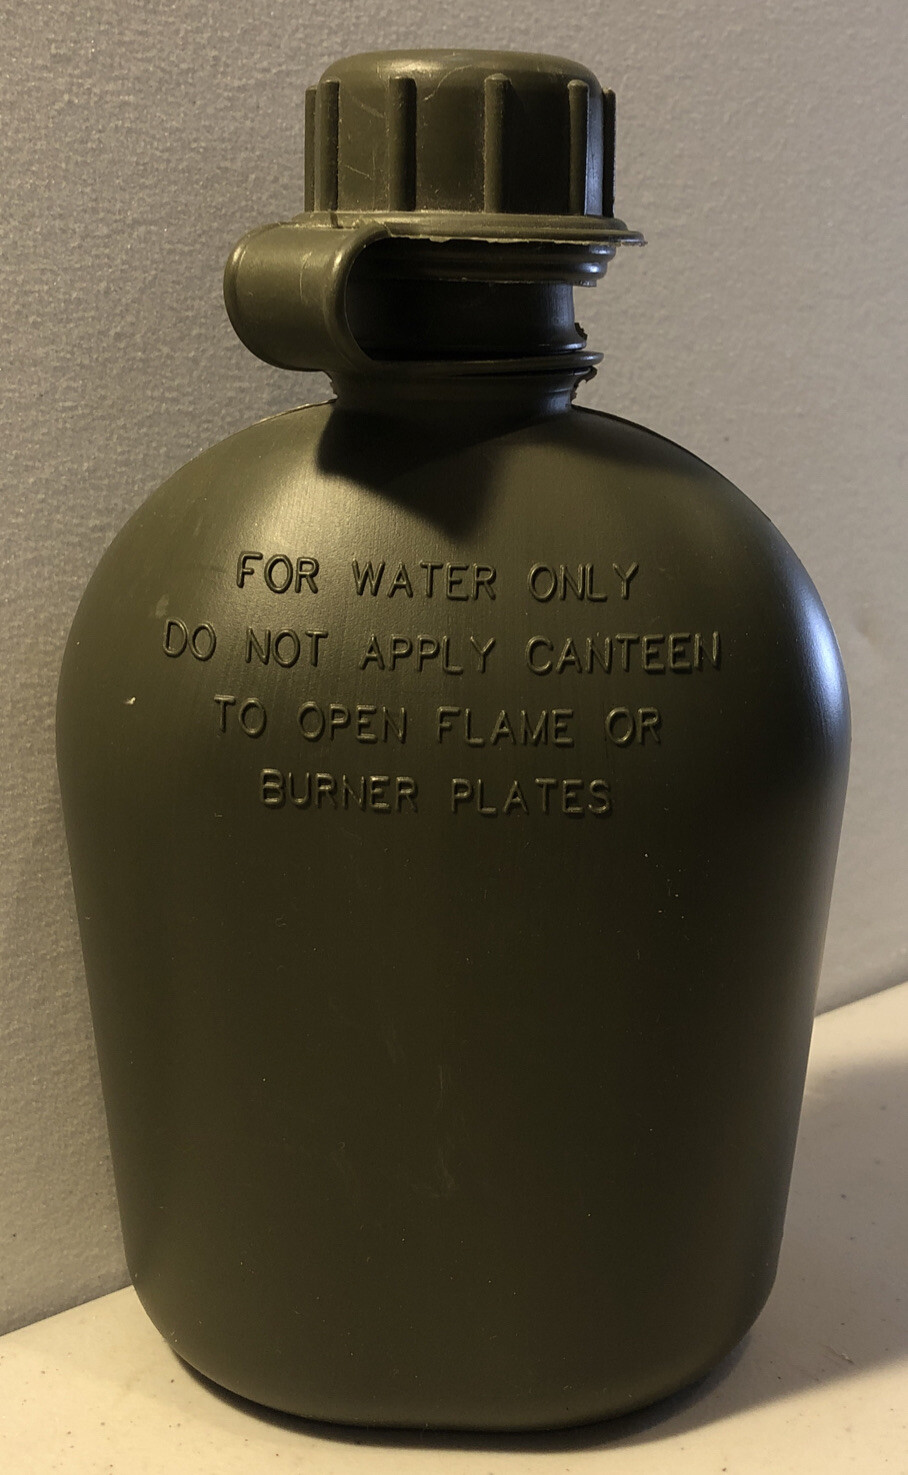 FOR WATER ONLY
DO NOT APPLY CANTEEN
TO OPEN FLAME OR
BURNER PLATES